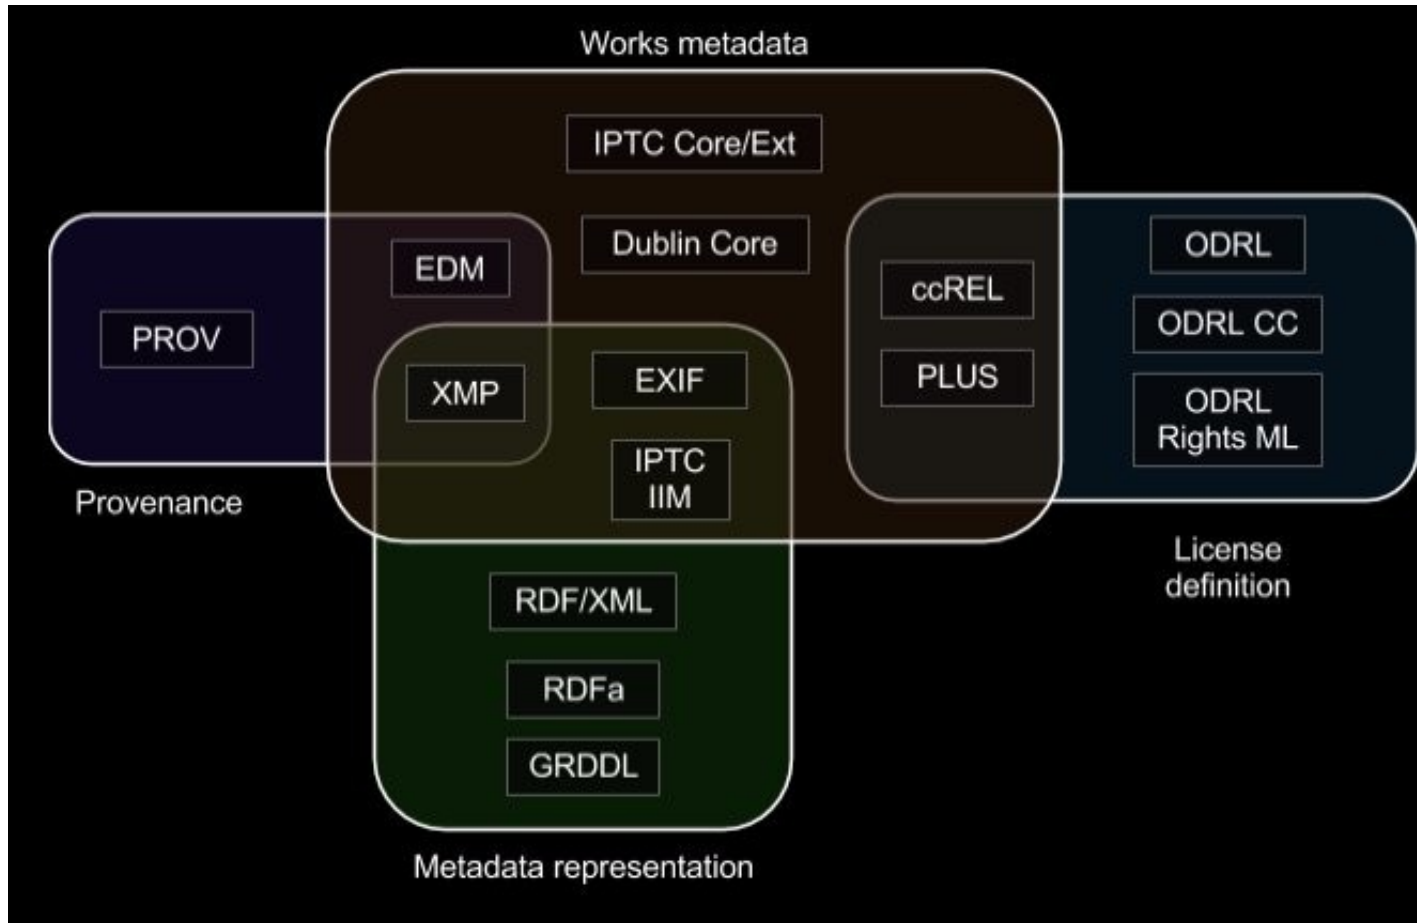 Works metadata
IPTC Core/Ext
Dublin Core
EDM
ccREL
ODRL
PROV
ODRL CC
XMP
EXIF
PLUS
ODRL
Rights ML
IPTC
IIM
Provenance
License
definition
RDF/XML
RDFa
GRDDL
Metadata representation